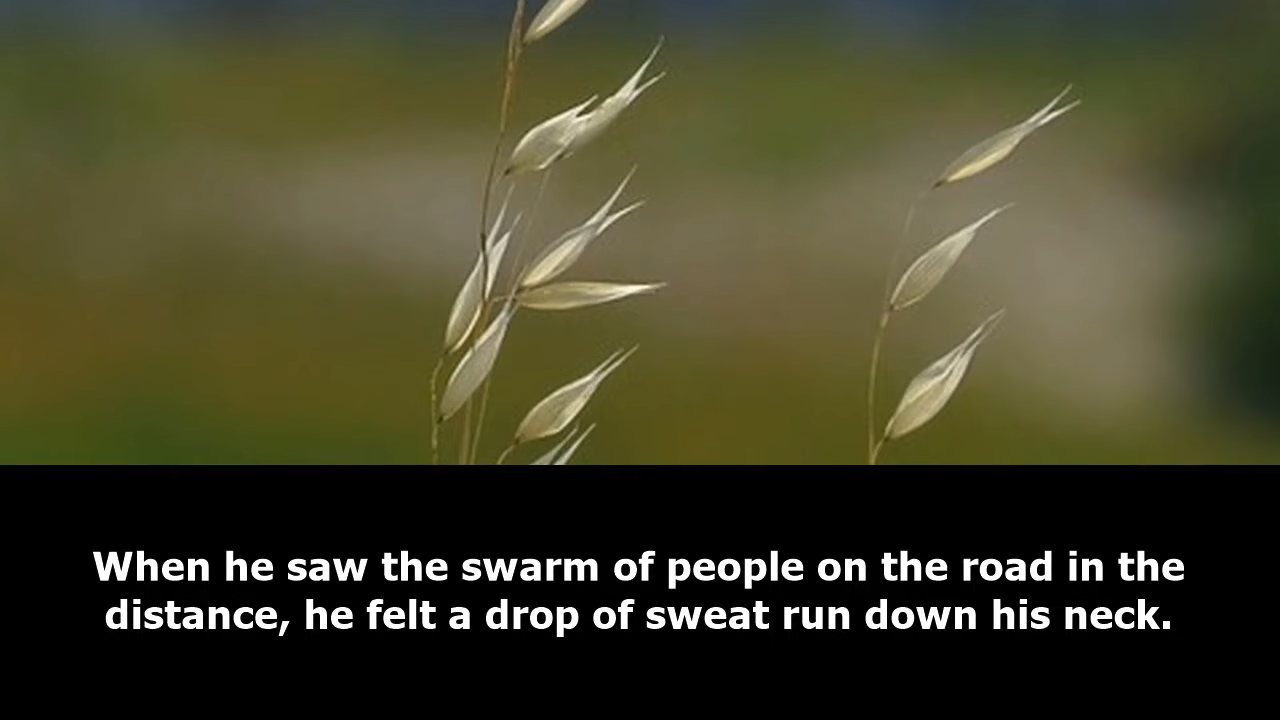 When he saw the swarm of people on the road in the
distance, he felt a drop of sweat run down his neck.